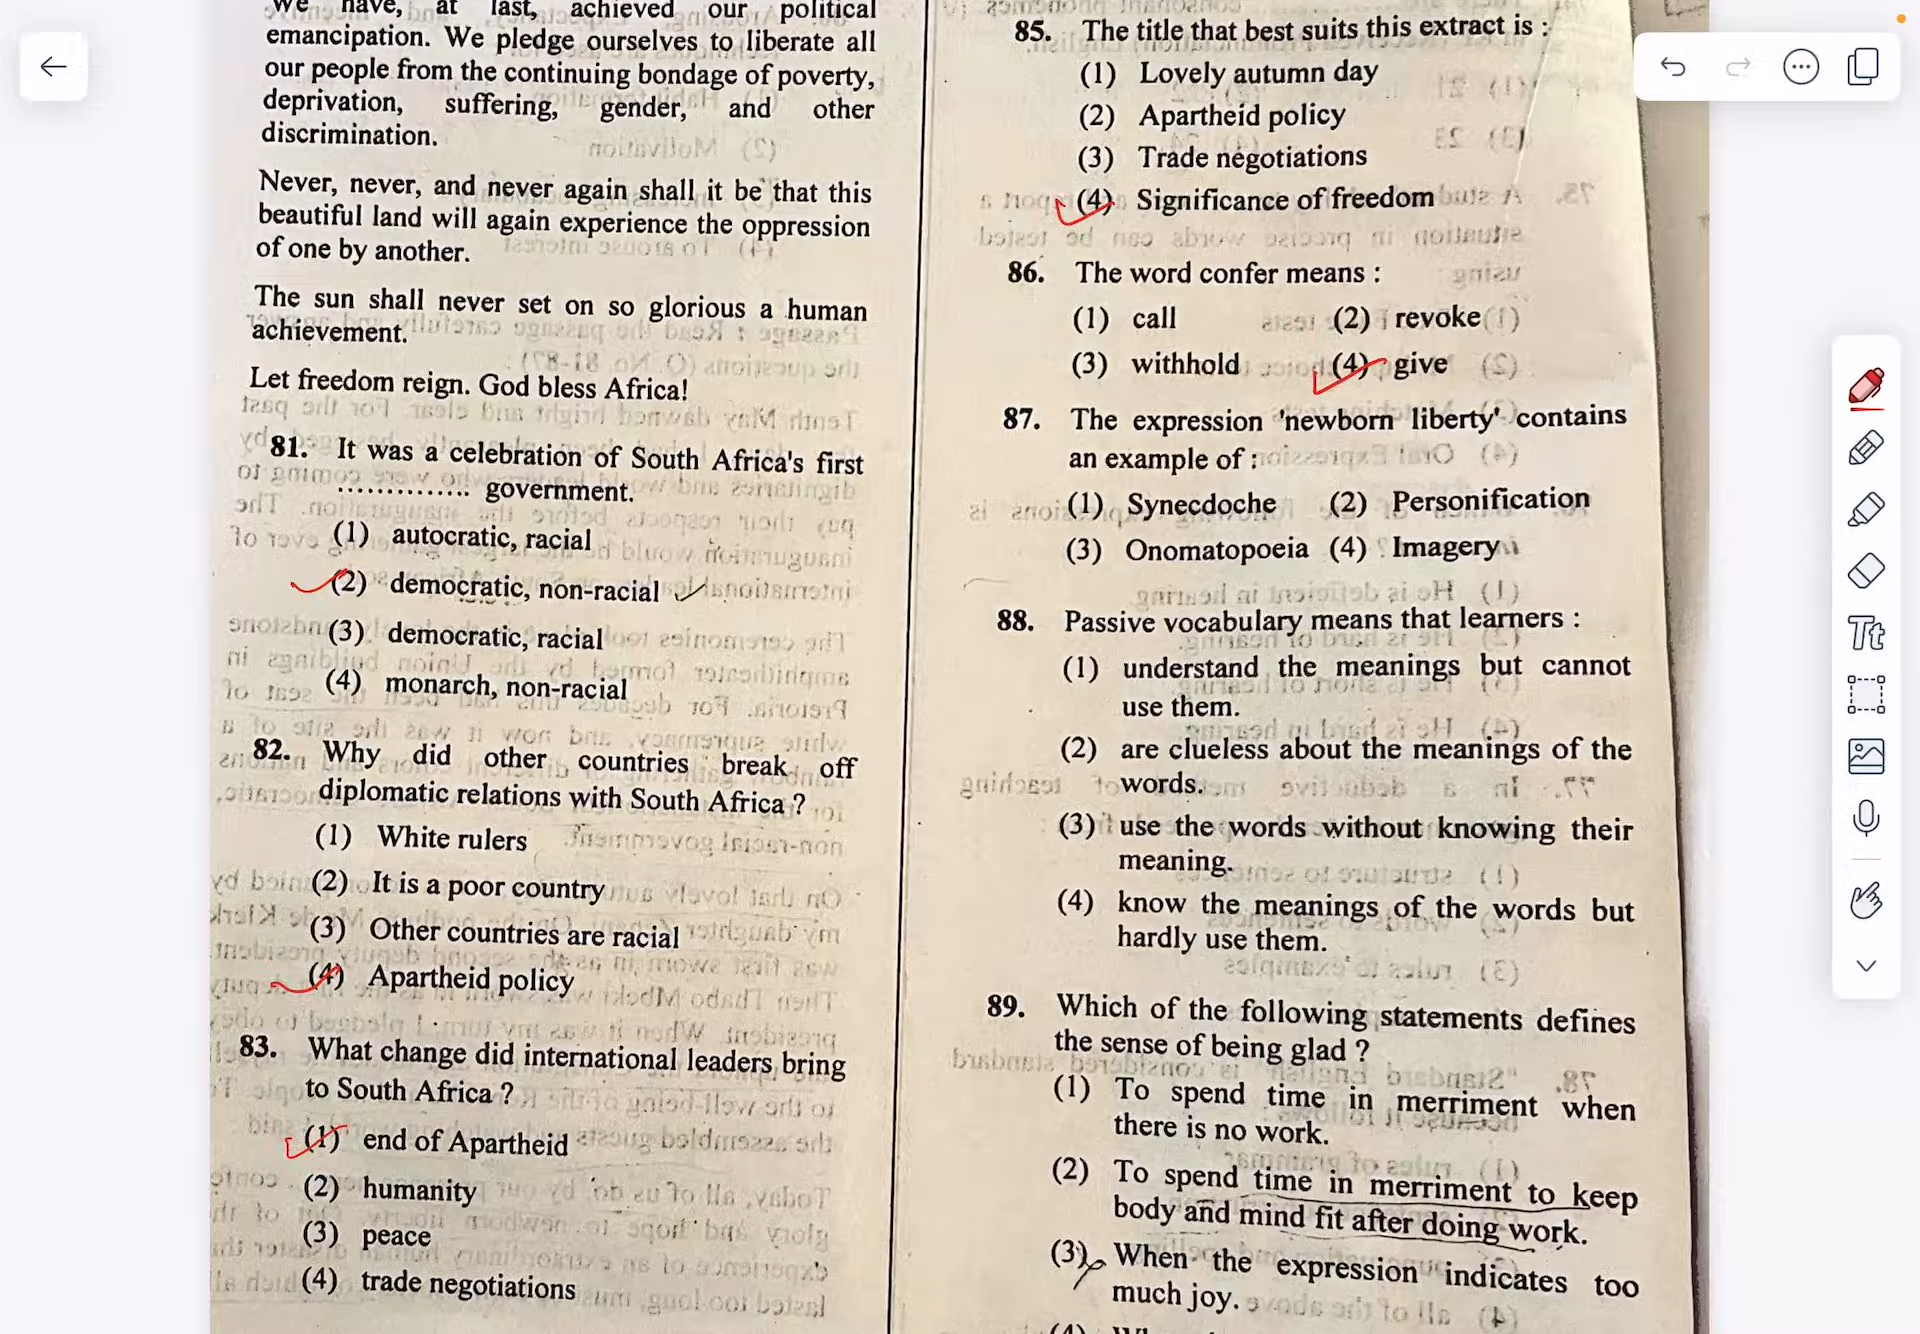 We have, at last, achieved our political
emancipation. We pledge ourselves to liberate all
our people from the continuing bondage of poverty,
deprivation, suffering, gender, and other
discrimination.
Never, never, and never again shall it be that this
beautiful land will again experience the oppression
of one by another.
The sun shall never set on so glorious a human
achievement.
Let freedom reign. God bless Africa!
81. It was a celebration of South Africa's first
.............. government.
(1) autocratic, racial
(2) democratic, non-racial
(3) democratic, racial
(4) monarch, non-racial
82. Why did other countries break off
diplomatic relations with South Africa ?
(1) White rulers
(2) It is a poor country
(3) Other countries are racial
(4) Apartheid policy
83. What change did international leaders bring
to South Africa ?
(1) end of Apartheid
(2) humanity
(3) peace
(4) trade negotiations
85. The title that best suits this extract is :
(1) Lovely autumn day
(2) Apartheid policy
(3) Trade negotiations
(4) Significance of freedom
86. The word confer means :
(1) call (2) revoke
(3) withhold (4) give
87. The expression 'newborn liberty' contains
an example of :
(1) Synecdoche (2) Personification
(3) Onomatopoeia (4) Imagery
88. Passive vocabulary means that learners :
(1) understand the meanings but cannot
use them.
(2) are clueless about the meanings of the
words.
(3) use the words without knowing their
meaning.
(4) know the meanings of the words but
hardly use them.
89. Which of the following statements defines
the sense of being glad ?
(1) To spend time in merriment when
there is no work.
(2) To spend time in merriment to keep
body and mind fit after doing work.
(3) When the expression indicates too
much joy.
Tt